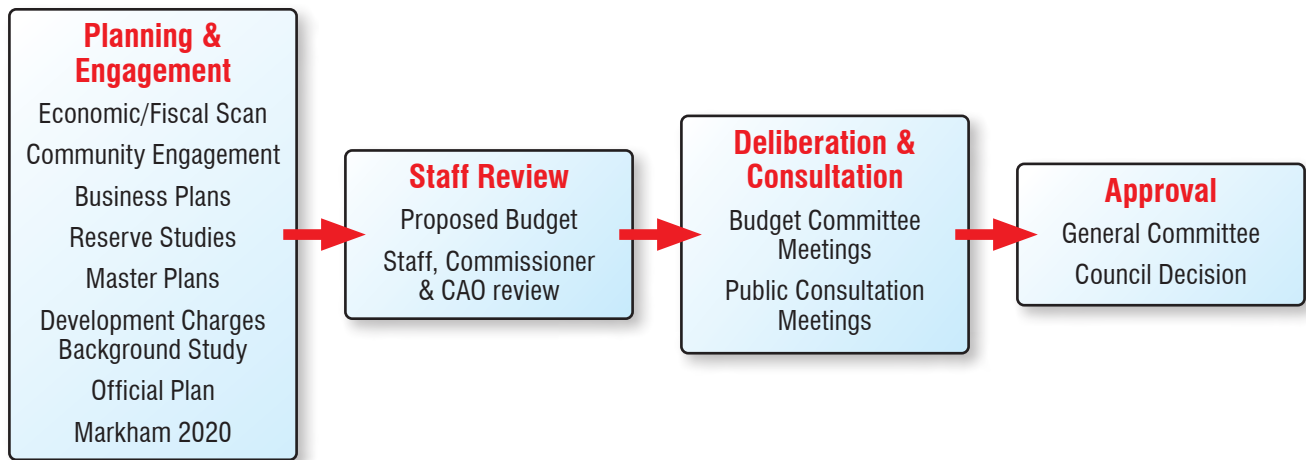 Planning &
Engagement
Economic/Fiscal Scan
Community Engagement
Business Plans
Reserve Studies
Master Plans
Development Charges
Background Study
Official Plan
Markham 2020
Staff Review
Proposed Budget
Staff, Commissioner
& CAO review
Deliberation &
Consultation
Budget Committee
Meetings
Public Consultation
Meetings
Approval
General Committee
Council Decision